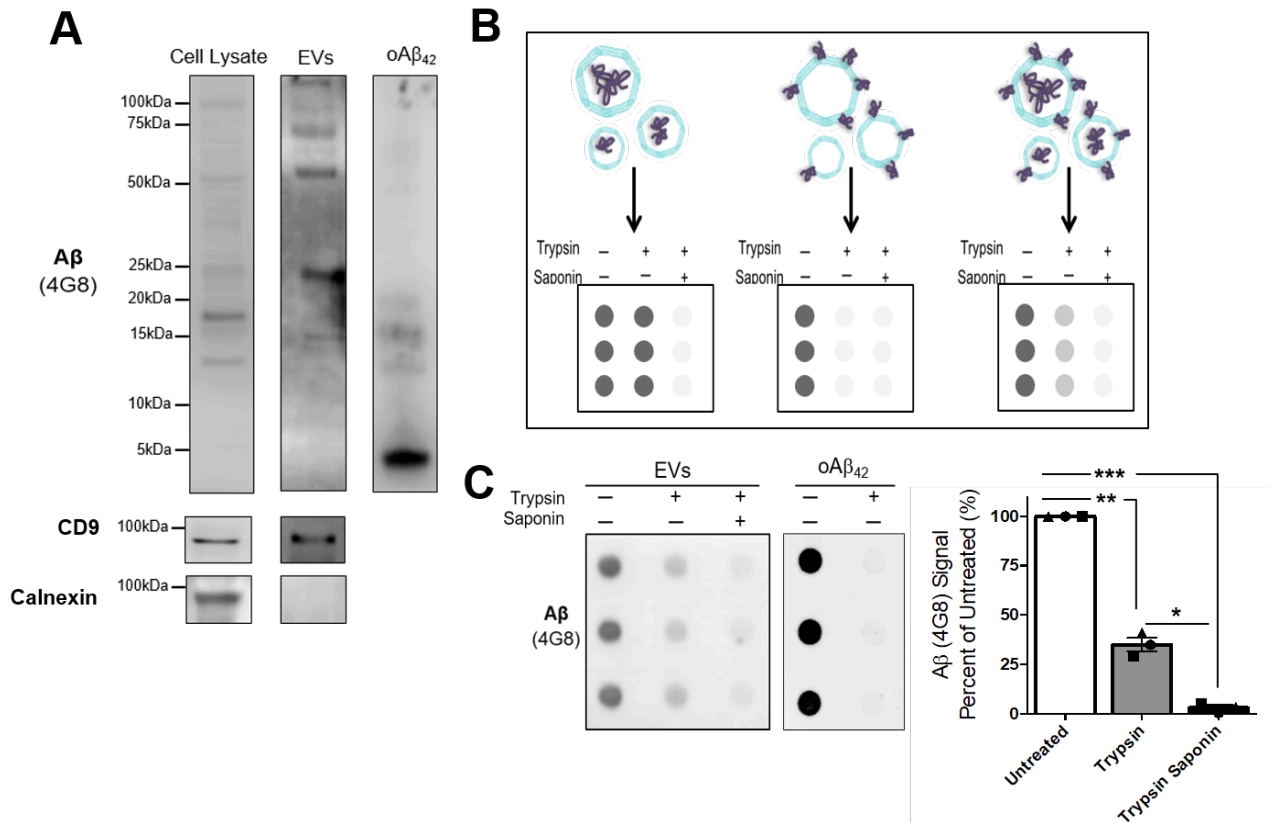 A
Cell Lysate EVs oAβ42
100kDa
75kDa
50kDa
25kDa
20kDa
15kDa
10kDa
5kDa
Aβ
(4G8)
CD9 100kDa
Calnexin 100kDa
B
Trypsin – + +
Saponin – – +
Trypsin – + +
Saponin – – +
Trypsin – + +
Saponin – – +
C
EVs oAβ42
Trypsin – + + – +
Saponin – – + – –
Aβ
(4G8)
Aβ (4G8) Signal
Percent of Untreated (%)
100
75
50
25
0
***
**
*
Untreated
Trypsin
Trypsin Saponin